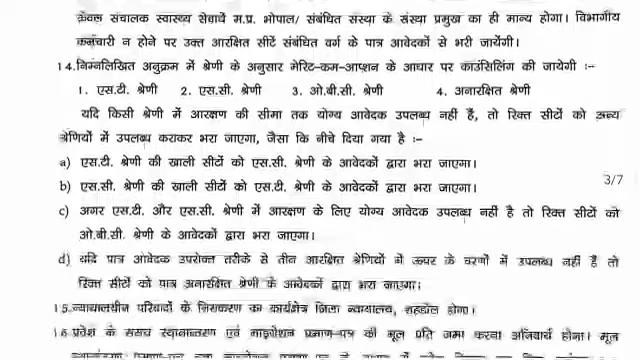 केवल संचालक स्वास्थ्य सेवायें म.प्र. भोपाल/ संबंधित संस्था के संस्था प्रमुख का ही मान्य होगा। विभागीय
कर्मचारी न होने पर उक्त आरक्षित सीटें संबंधित वर्ग के पात्र आवेदकों से भरी जायेंगी।
14.निम्नलिखित अनुक्रम में श्रेणी के अनुसार मेरिट-कम-आप्शन के आधार पर काउंसिलिंग की जायेगी :-
1. एस.टी. श्रेणी 2. एस.सी. श्रेणी 3. ओ.बी.सी. श्रेणी 4. अनारक्षित श्रेणी
यदि किसी श्रेणी में आरक्षण की सीमा तक योग्य आवेदक उपलब्ध नहीं है, तो रिक्त सीटों को अन्य
श्रेणियों में उपलब्ध कराकर भरा जाएगा, जैसा कि नीचे दिया गया है :-
a) एस.टी. श्रेणी की खाली सीटों को एस.सी. श्रेणी के आवेदकों द्वारा भरा जाएगा।
3/7
b) एस.सी. श्रेणी की खाली सीटों को एस.टी. श्रेणी के आवेदकों द्वारा भरा जाएगा।
c) अगर एस.टी. और एस.सी. श्रेणी में आरक्षण के लिए योग्य आवेदक उपलब्ध नहीं है तो रिक्त सीटों को
ओ.बी.सी. श्रेणी के आवेदकों द्वारा भरा जाएगा।
d) यदि पात्र आवेदक उपरोक्त तरीके से तीन आरक्षित श्रेणियों में ऊपर के चरणों में उपलब्ध नहीं है तो
रिक्त सीटों को पात्र अनारक्षित श्रेणी के आवेदकों द्वारा भरा जाएगा।
15.न्यायालयीन परिवादों के निराकरण का कार्यक्षेत्र जिला न्यायालय, शहडोल होगा।
16 प्रवेश के समय स्थानान्तरण एवं माइग्रेशन प्रमाण-पत्र की मूल प्रति जमा करना अनिवार्य होगा। मूल